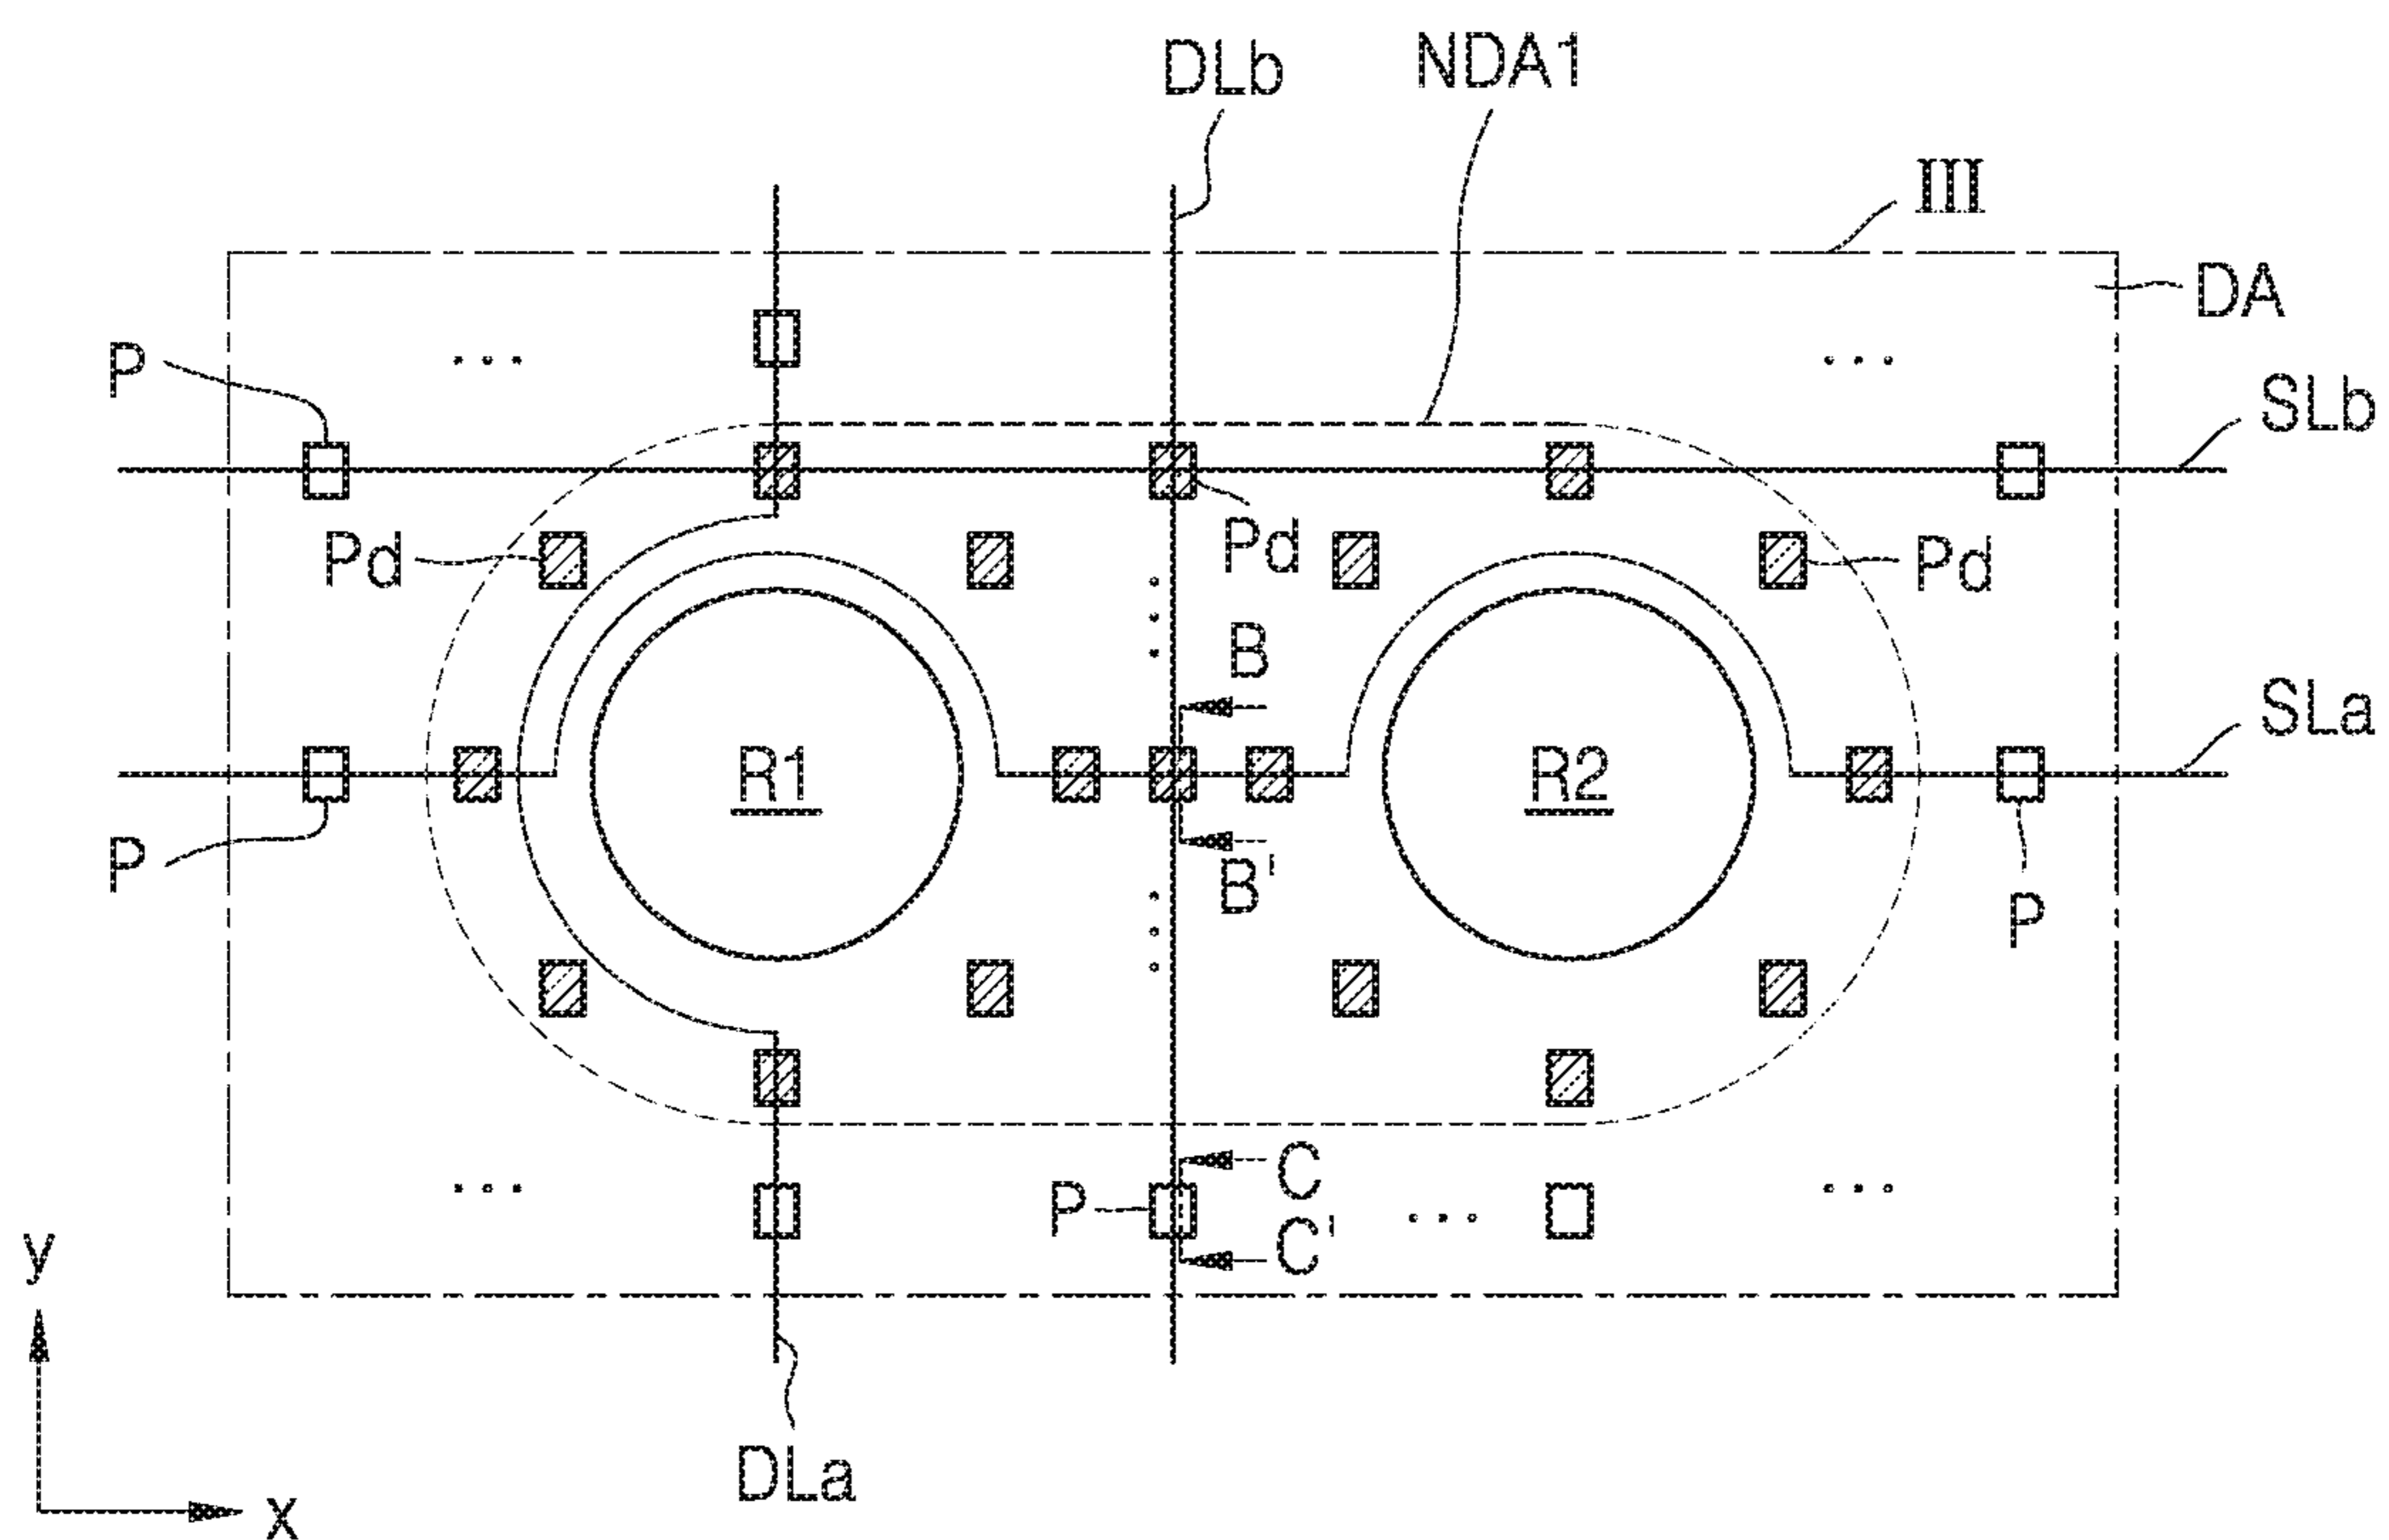 DLb
NDA1
III
DA
P
...
...
SLb
Pd
Pd
Pd
B
SLa
R1
R2
P
B'
P
C
...
P
...
...
C'
y
DLa
x